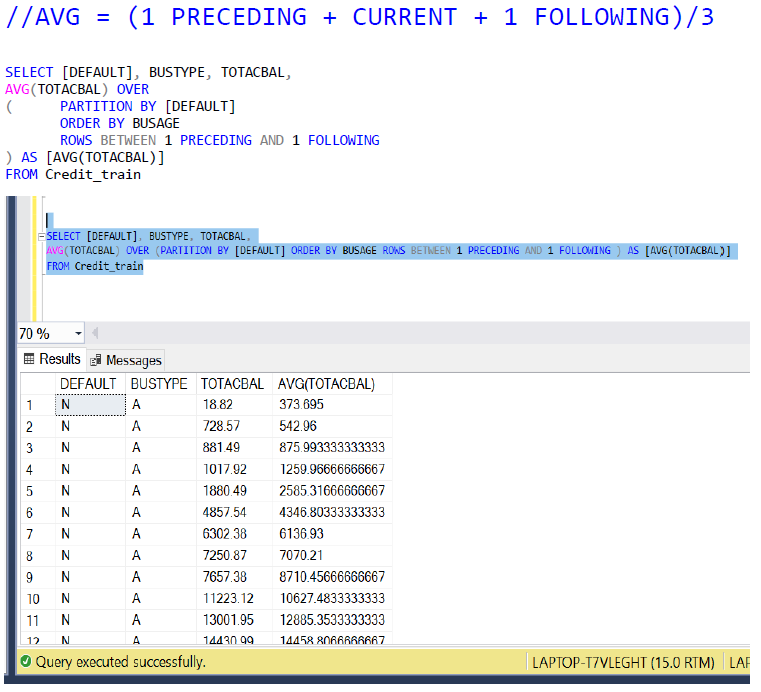 //AVG = (1 PRECEDING + CURRENT + 1 FOLLOWING)/3
SELECT [DEFAULT], BUSTYPE, TOTACBAL,
AVG(TOTACBAL) OVER
( PARTITION BY [DEFAULT]
ORDER BY BUSAGE
ROWS BETWEEN 1 PRECEDING AND 1 FOLLOWING
) AS [AVG(TOTACBAL)]
FROM Credit_train
SELECT [DEFAULT], BUSTYPE, TOTACBAL,
AVG(TOTACBAL) OVER (PARTITION BY [DEFAULT] ORDER BY BUSAGE ROWS BETWEEN 1 PRECEDING AND 1 FOLLOWING ) AS [AVG(TOTACBAL)]
FROM Credit_train
70 %
Results Messages
DEFAULT BUSTYPE TOTACBAL AVG(TOTACBAL)
1 N A 18.82 373.695
2 N A 728.57 542.96
3 N A 881.49 875.993333333333
4 N A 1017.92 1259.96666666667
5 N A 1880.49 2585.31666666667
6 N A 4857.54 4346.80333333333
7 N A 6302.38 6136.93
8 N A 7250.87 7070.21
9 N A 7657.38 8710.45666666667
10 N A 11223.12 10627.4833333333
11 N A 13001.95 12885.3533333333
12 N A 14430.99 14458.8066666667
Query executed successfully. LAPTOP-T7VLEGHT (15.0 RTM) LAP